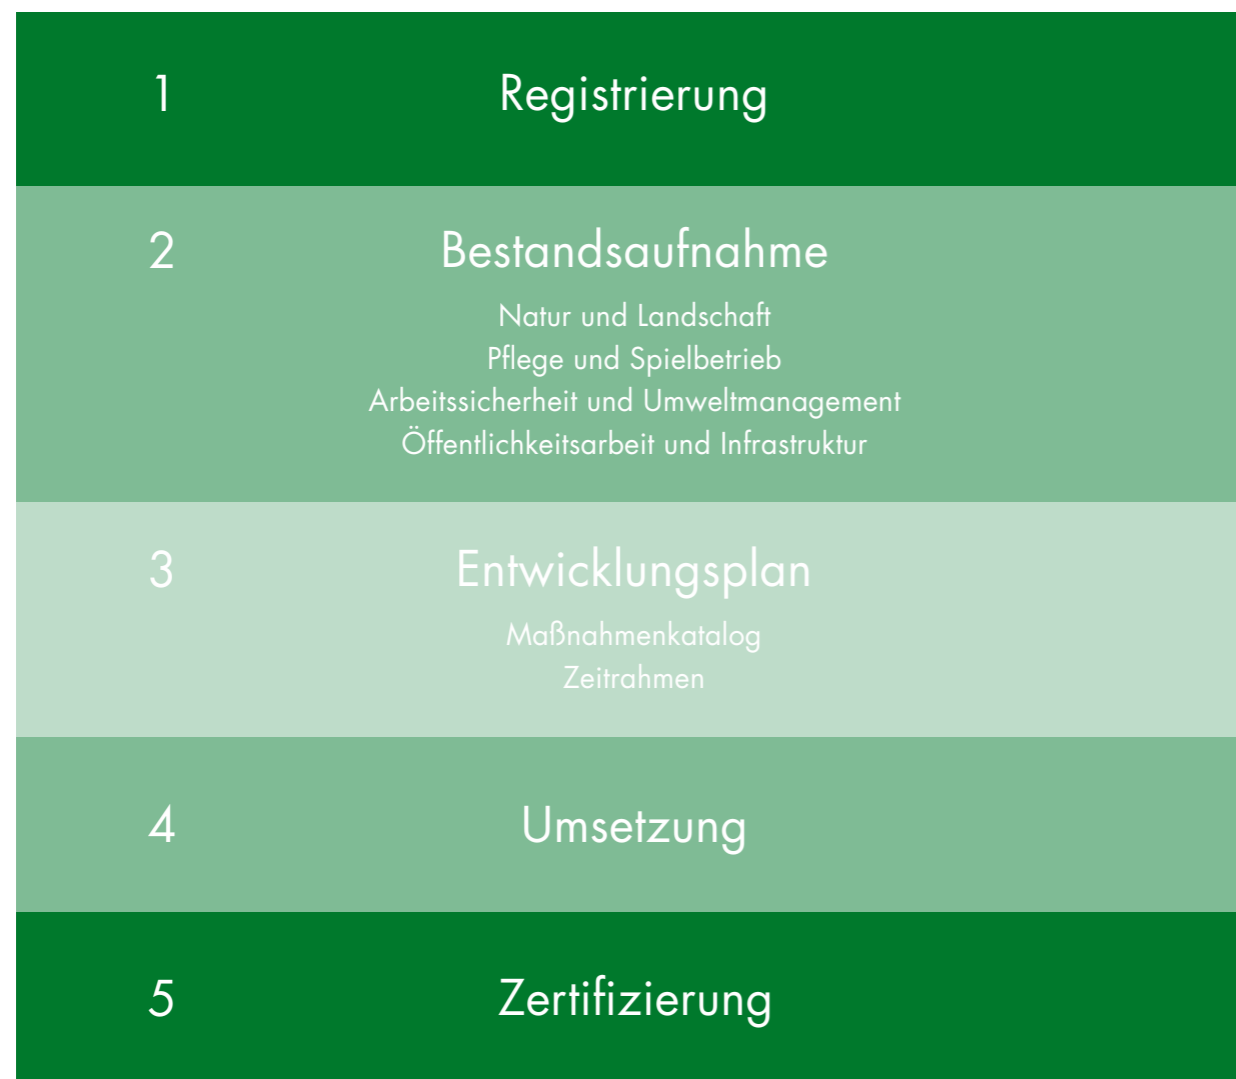 1 Registrierung
2 Bestandsaufnahme
Natur und Landschaft
Pflege und Spielbetrieb
Arbeitssicherheit und Umweltmanagement
Öffentlichkeitsarbeit und Infrastruktur
3 Entwicklungsplan
Maßnahmenkatalog
Zeitrahmen
4 Umsetzung
5 Zertifizierung